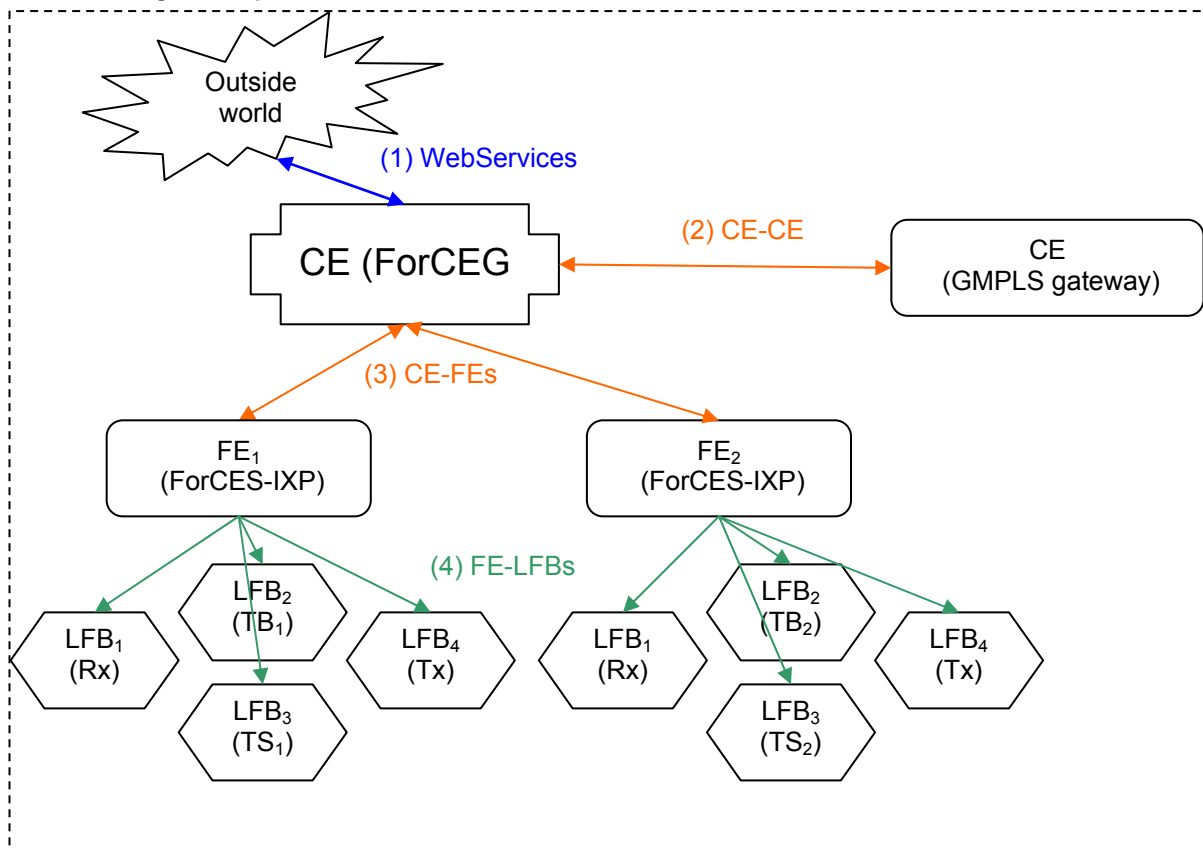 Outside
world
(1) WebServices
(2) CE-CE
CE (ForCEG
CE
(GMPLS gateway)
(3) CE-FEs
FE₁
(ForCES-IXP)
FE₂
(ForCES-IXP)
(4) FE-LFBs
LFB₁
(Rx)
LFB₂
(TB₁)
LFB₄
(Tx)
LFB₃
(TS₁)
LFB₁
(Rx)
LFB₂
(TB₂)
LFB₄
(Tx)
LFB₃
(TS₂)